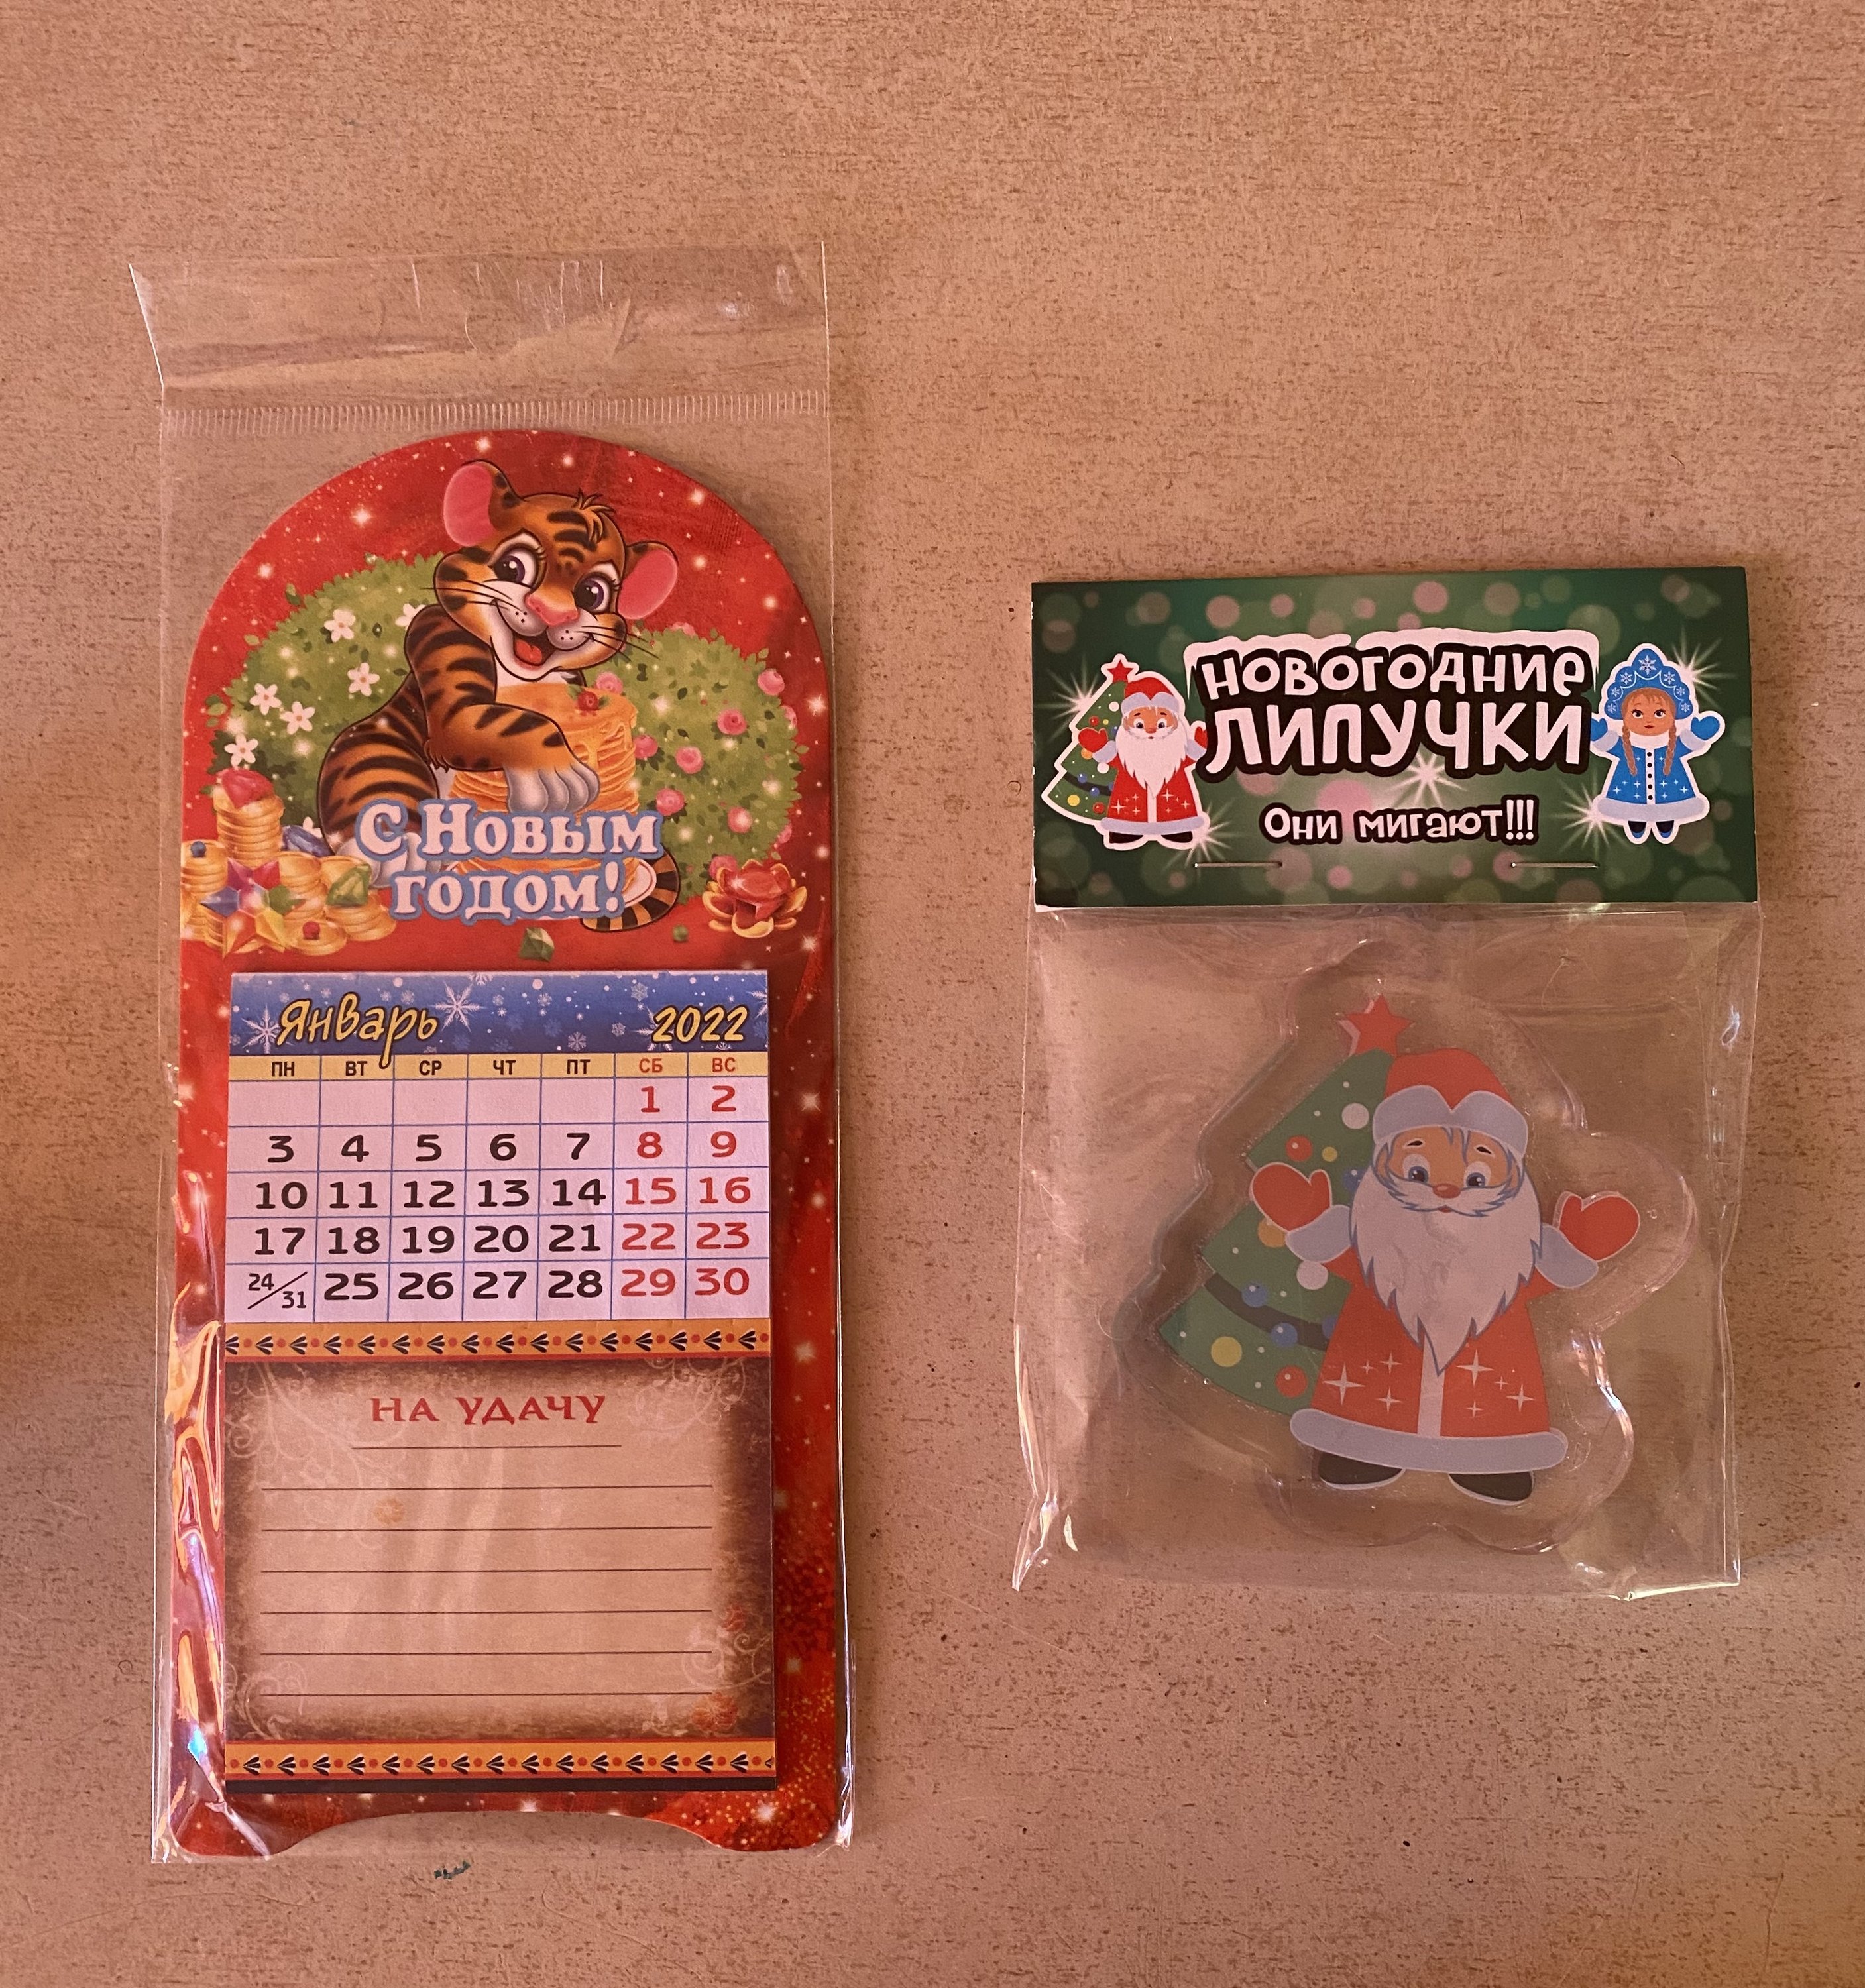 С Новым
годом!
Январь 2022
ПН ВТ СР ЧТ ПТ СБ ВС
1 2
3 4 5 6 7 8 9
10 11 12 13 14 15 16
17 18 19 20 21 22 23
24/31 25 26 27 28 29 30
НА УДАЧУ
НОВОГОДНИЕ
ЛИПУЧКИ
Они мигают!!!